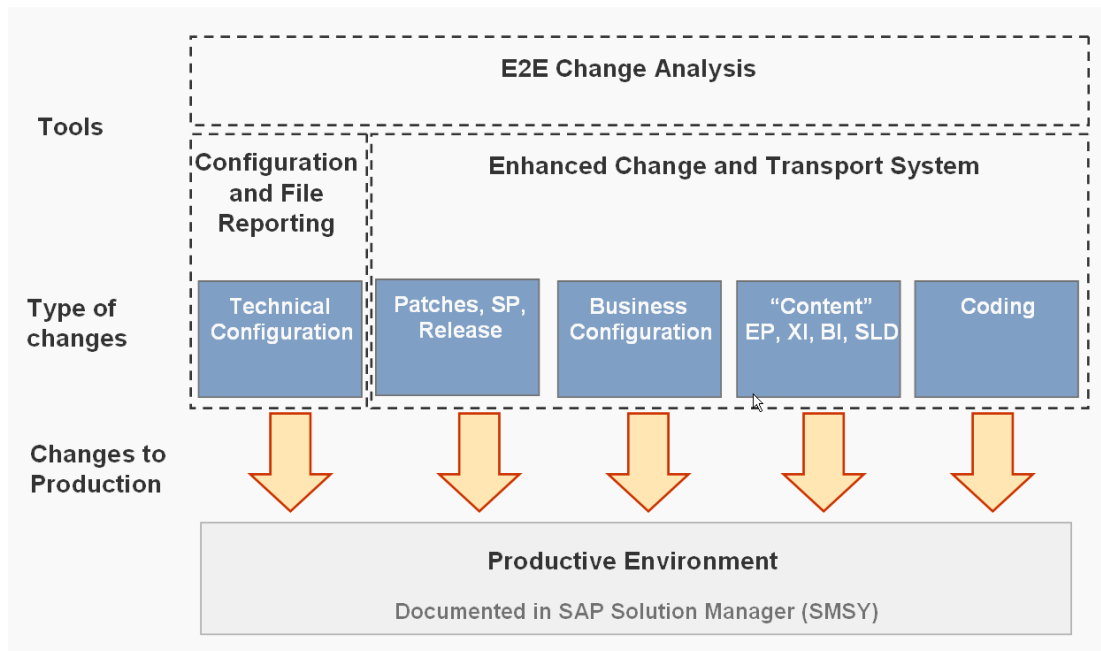 E2E Change Analysis
Tools
Configuration
and File
Reporting
Enhanced Change and Transport System
Type of
changes
Technical
Configuration
Patches, SP,
Release
Business
Configuration
“Content”
EP, XI, BI, SLD
Coding
Changes to
Production
Productive Environment
Documented in SAP Solution Manager (SMSY)